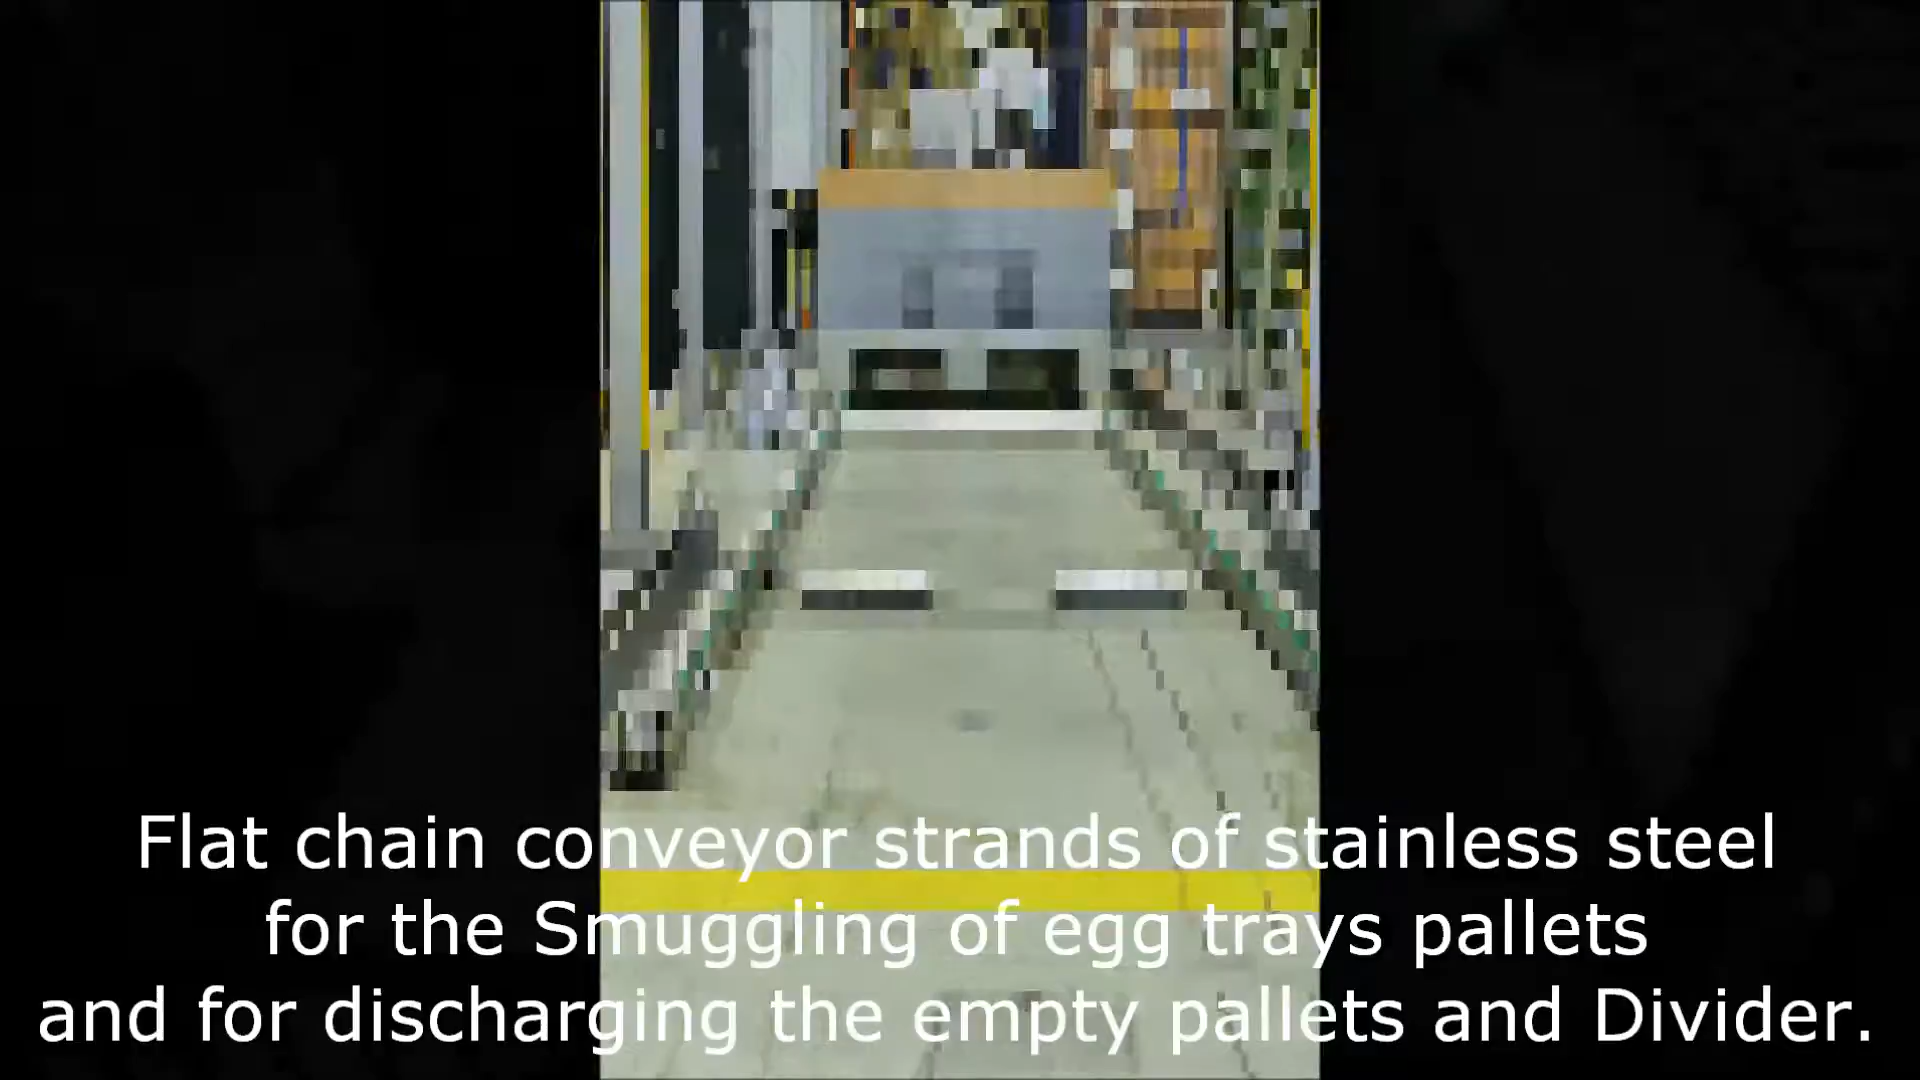 Flat chain conveyor strands of stainless steel
for the Smuggling of egg trays pallets
and for discharging the empty pallets and Divider.